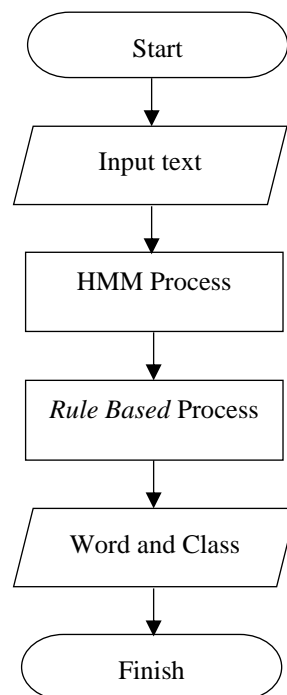 Start
Input text
HMM Process
Rule Based Process
Word and Class
Finish